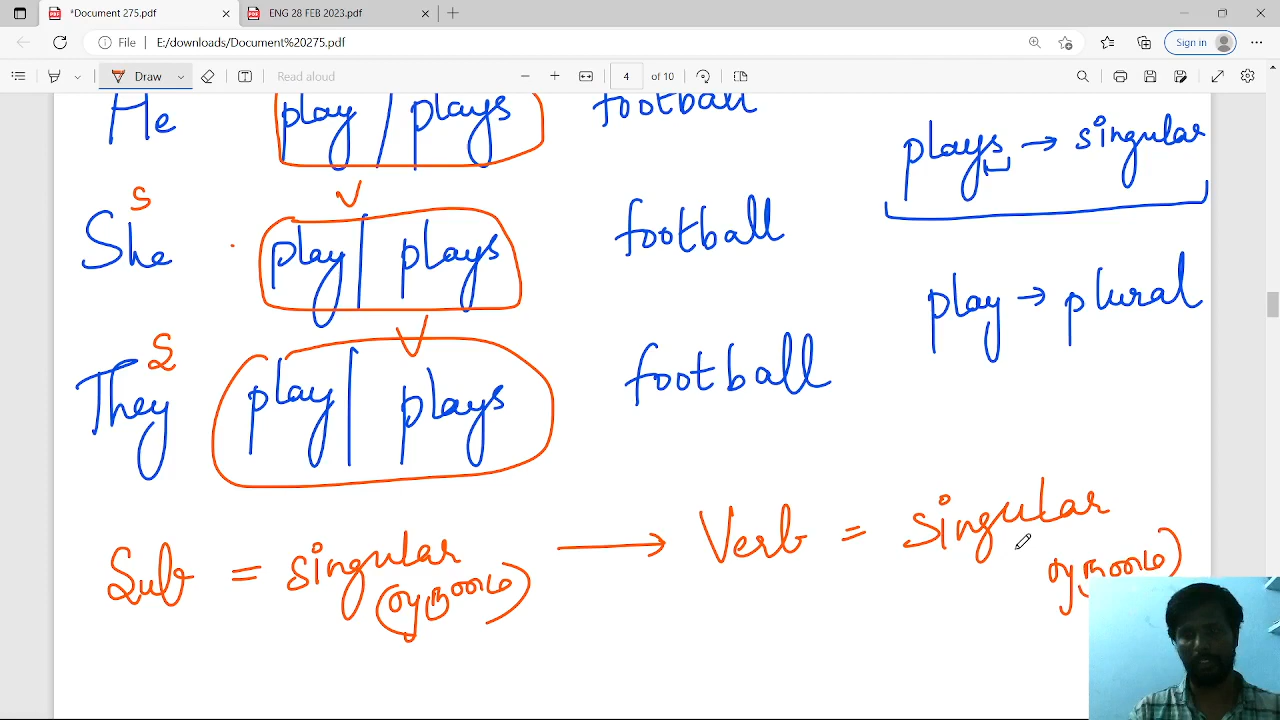 *Document 275.pdf
ENG 28 FEB 2023.pdf
File E:/downloads/Document%20275.pdf
Sign in
Draw
Read aloud
4 of 10
He play / plays football
plays → singular
S V
She play | plays football
play → plural
S V
They play | plays football
Sub = singular → Verb = singular
(ஒருமை) ஒருமை)